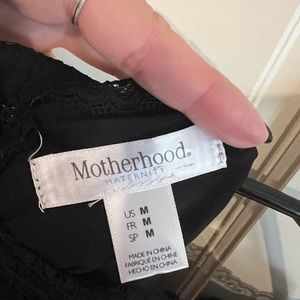 Motherhood®
MATERNITY
US M
FR M
SP M
MADE IN CHINA
FABRIQUÉ EN CHINE
HECHO EN CHINA